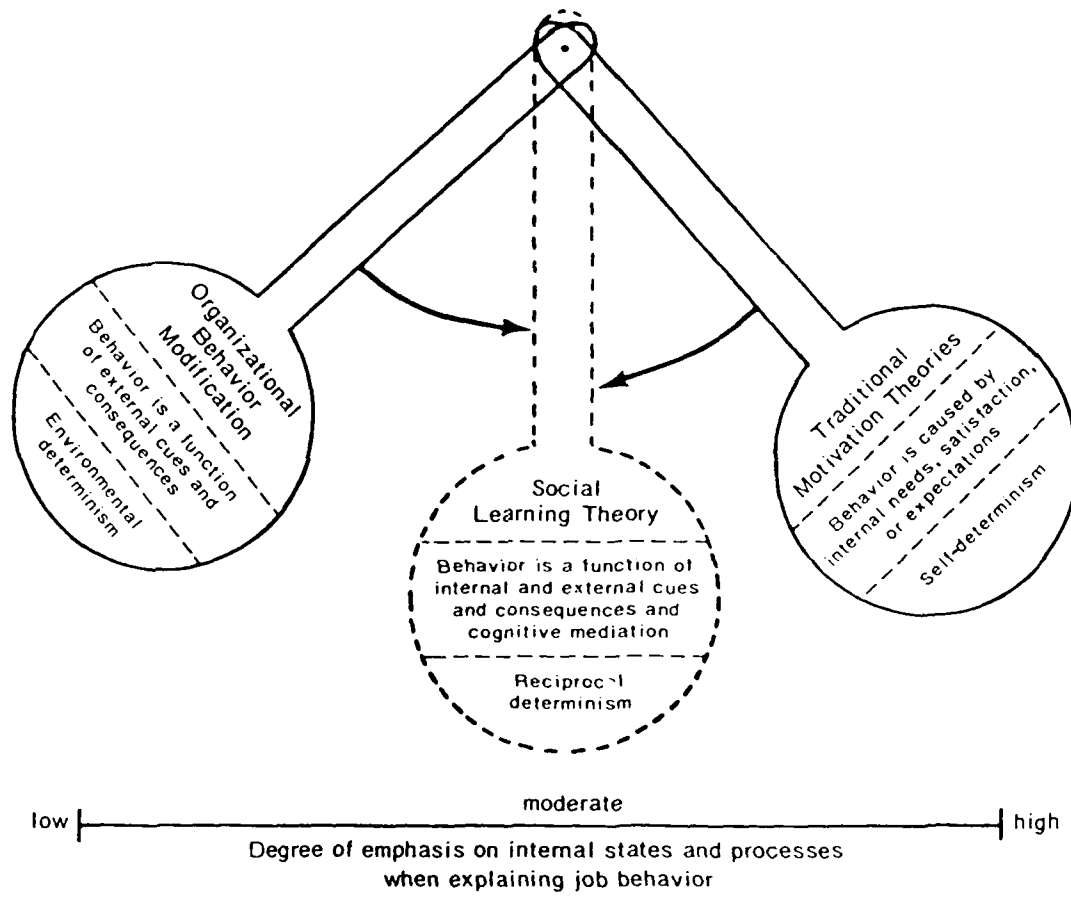 Organizational
Behavior
Modification
Behavior is a function
of external cues and
consequences
Environmental
determinism
Social
Learning Theory
Behavior is a function of
internal and external cues
and consequences and
cognitive mediation
Reciprocal
determinism
Traditional
Motivation Theories
Behavior is caused by
internal needs, satisfaction,
or expectations
Self-determinism
low
moderate
high
Degree of emphasis on internal states and processes
when explaining job behavior